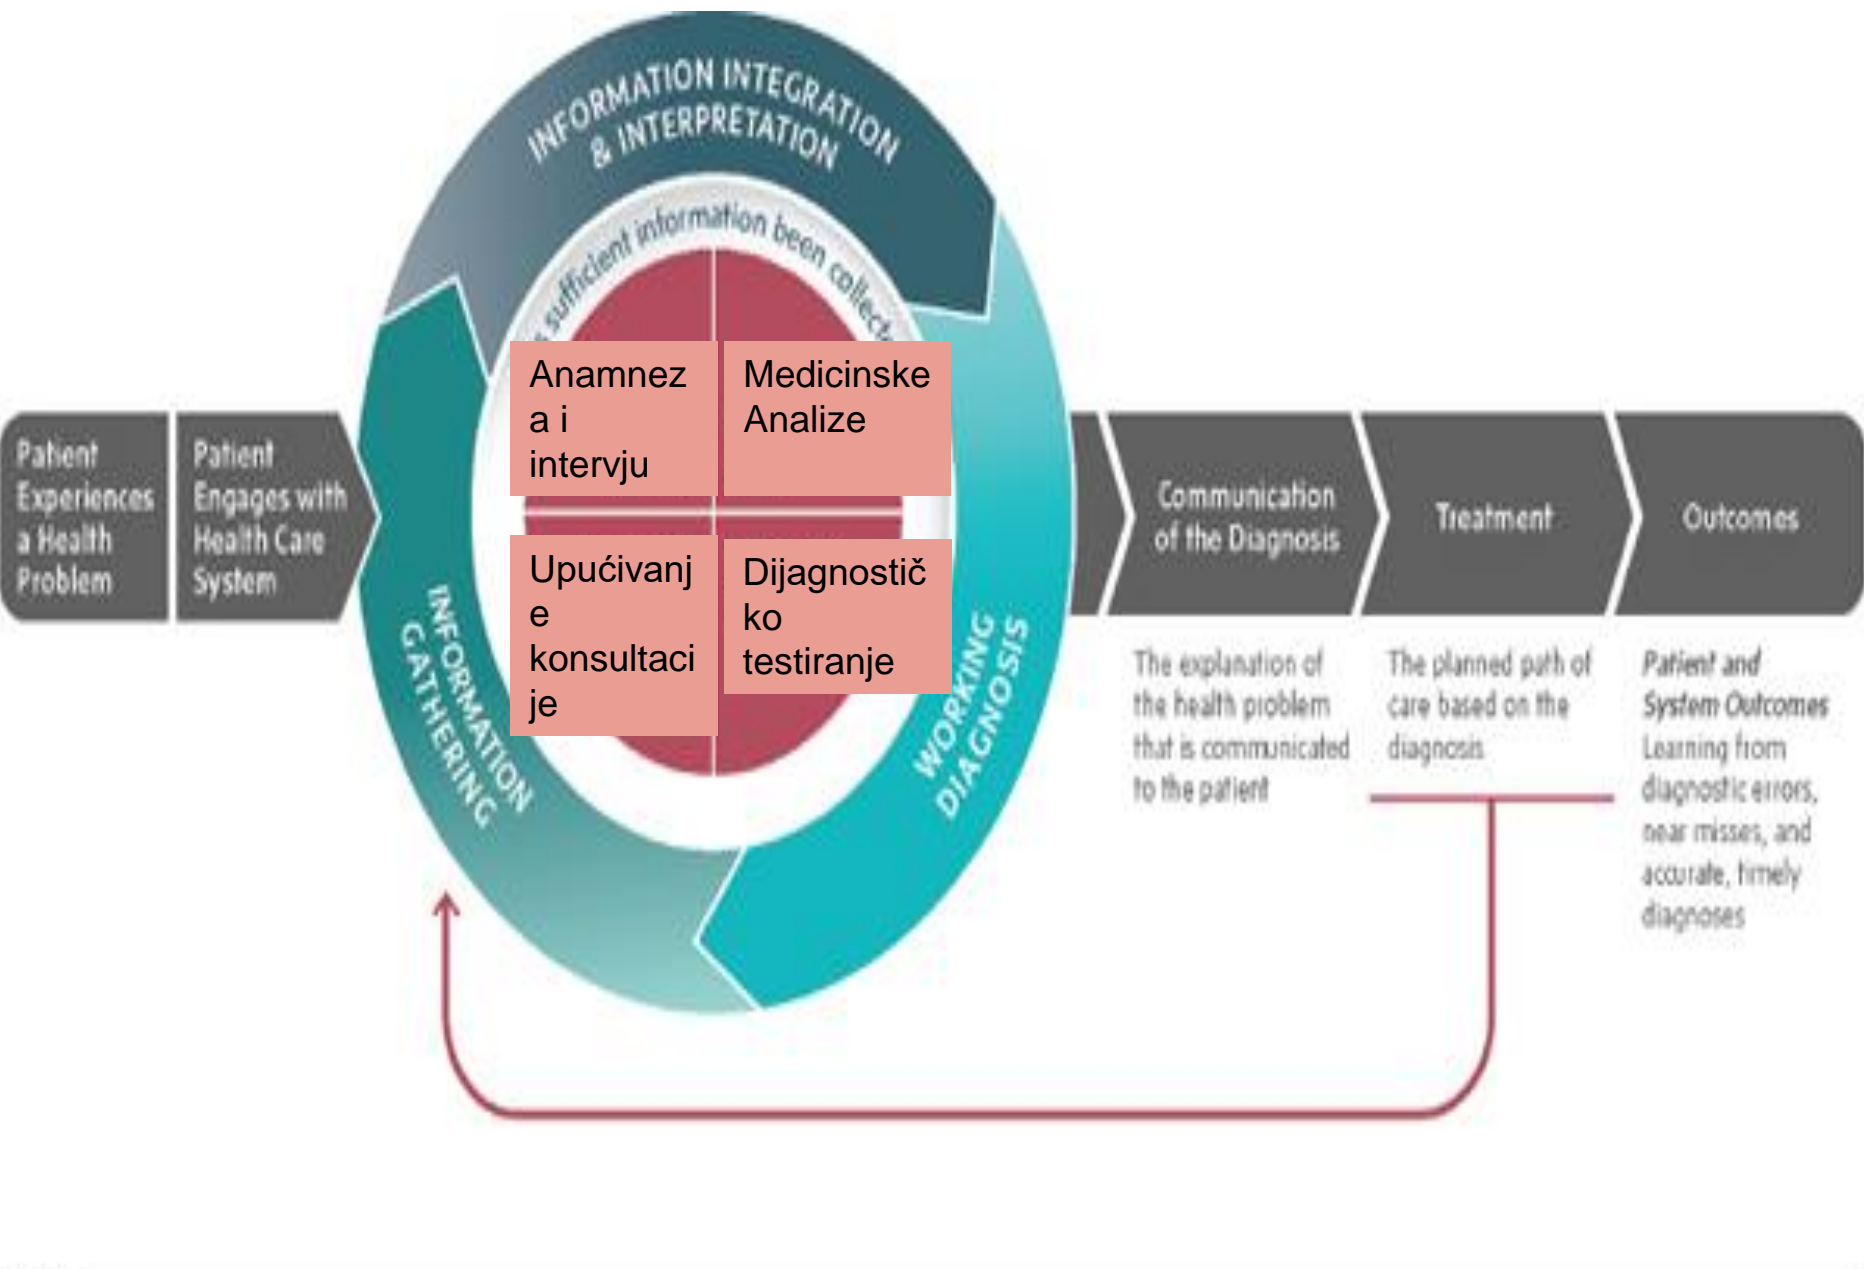 INFORMATION INTEGRATION
& INTERPRETATION
sufficient information been
Anamnez
a i
intervju
Medicinske
Analize
Upućivanj
e
konsultaci
je
Dijagnostič
ko
testiranje
INFORMATION
GATHERING
WORKING
DIAGNOSIS
Patient
Experiences
a Health
Problem
Patient
Engages with
Health Care
System
Communication
of the Diagnosis
Treatment
Outcomes
The explanation of
the health problem
that is communicated
to the patient
The planned path of
care based on the
diagnosis
Patient and
System Outcomes
Learning from
diagnostic errors,
near misses, and
accurate, timely
diagnoses